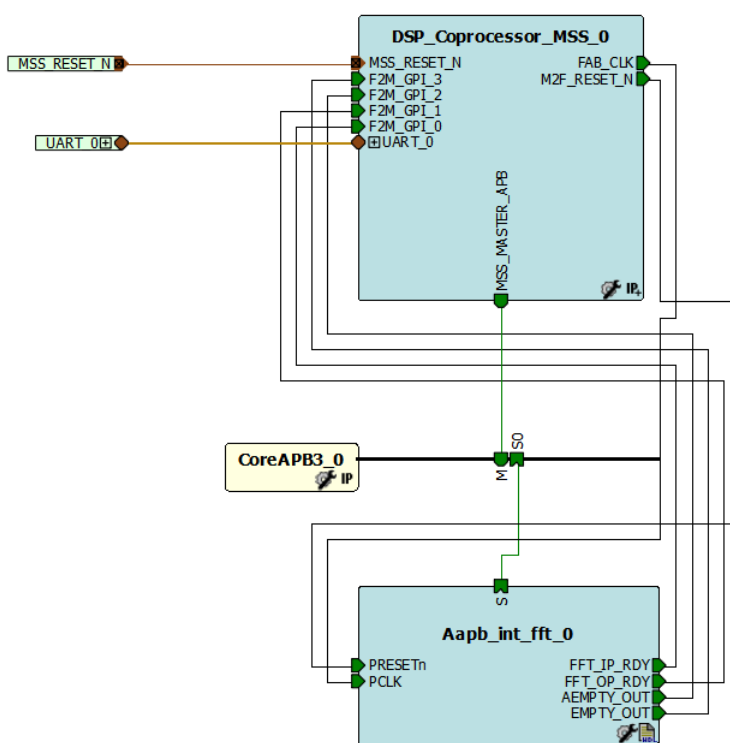 DSP_Coprocessor_MSS_0
MSS_RESET_N
MSS_RESET_N
FAB_CLK
F2M_GPI_3
M2F_RESET_N
F2M_GPI_2
F2M_GPI_1
F2M_GPI_0
UART_0
UART_0
MSS_MASTER_APB
IP
CoreAPB3_0
IP
M
S0
S
Aapb_int_fft_0
PRESETn
FFT_IP_RDY
PCLK
FFT_OP_RDY
AEMPTY_OUT
EMPTY_OUT
HDL